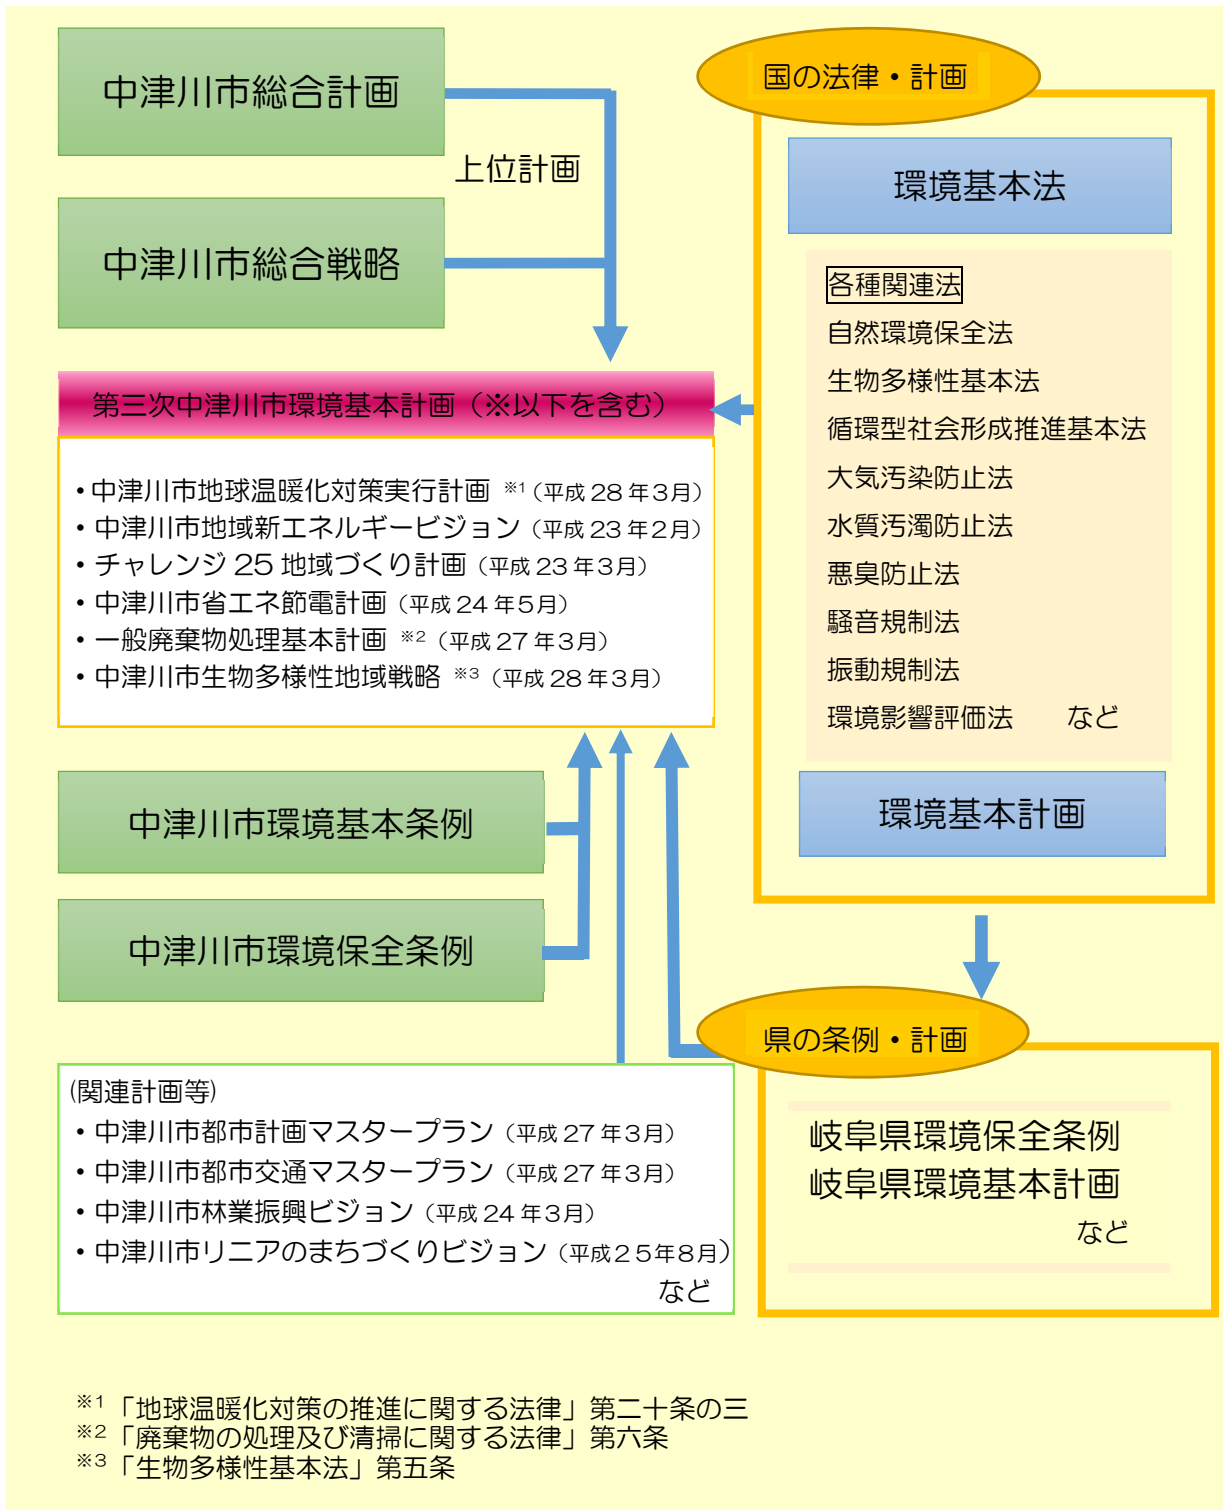 中津川市総合計画
上位計画
中津川市総合戦略
第三次中津川市環境基本計画（※以下を含む）
・中津川市地球温暖化対策実行計画 ※1（平成 28 年３月）
・中津川市地域新エネルギービジョン（平成 23 年２月）
・チャレンジ 25 地域づくり計画（平成 23 年３月）
・中津川市省エネ節電計画（平成 24 年５月）
・一般廃棄物処理基本計画 ※2（平成 27 年３月）
・中津川市生物多様性地域戦略 ※3（平成 28 年３月）
中津川市環境基本条例
中津川市環境保全条例
(関連計画等)
・中津川市都市計画マスタープラン（平成 27 年３月）
・中津川市都市交通マスタープラン（平成 27 年３月）
・中津川市林業振興ビジョン（平成 24 年３月）
・中津川市リニアのまちづくりビジョン（平成２５年８月）
など
国の法律・計画
環境基本法
各種関連法
自然環境保全法
生物多様性基本法
循環型社会形成推進基本法
大気汚染防止法
水質汚濁防止法
悪臭防止法
騒音規制法
振動規制法
環境影響評価法　　など
環境基本計画
県の条例・計画
岐阜県環境保全条例
岐阜県環境基本計画
など
※1「地球温暖化対策の推進に関する法律」第二十条の三
※2「廃棄物の処理及び清掃に関する法律」第六条
※3「生物多様性基本法」第五条